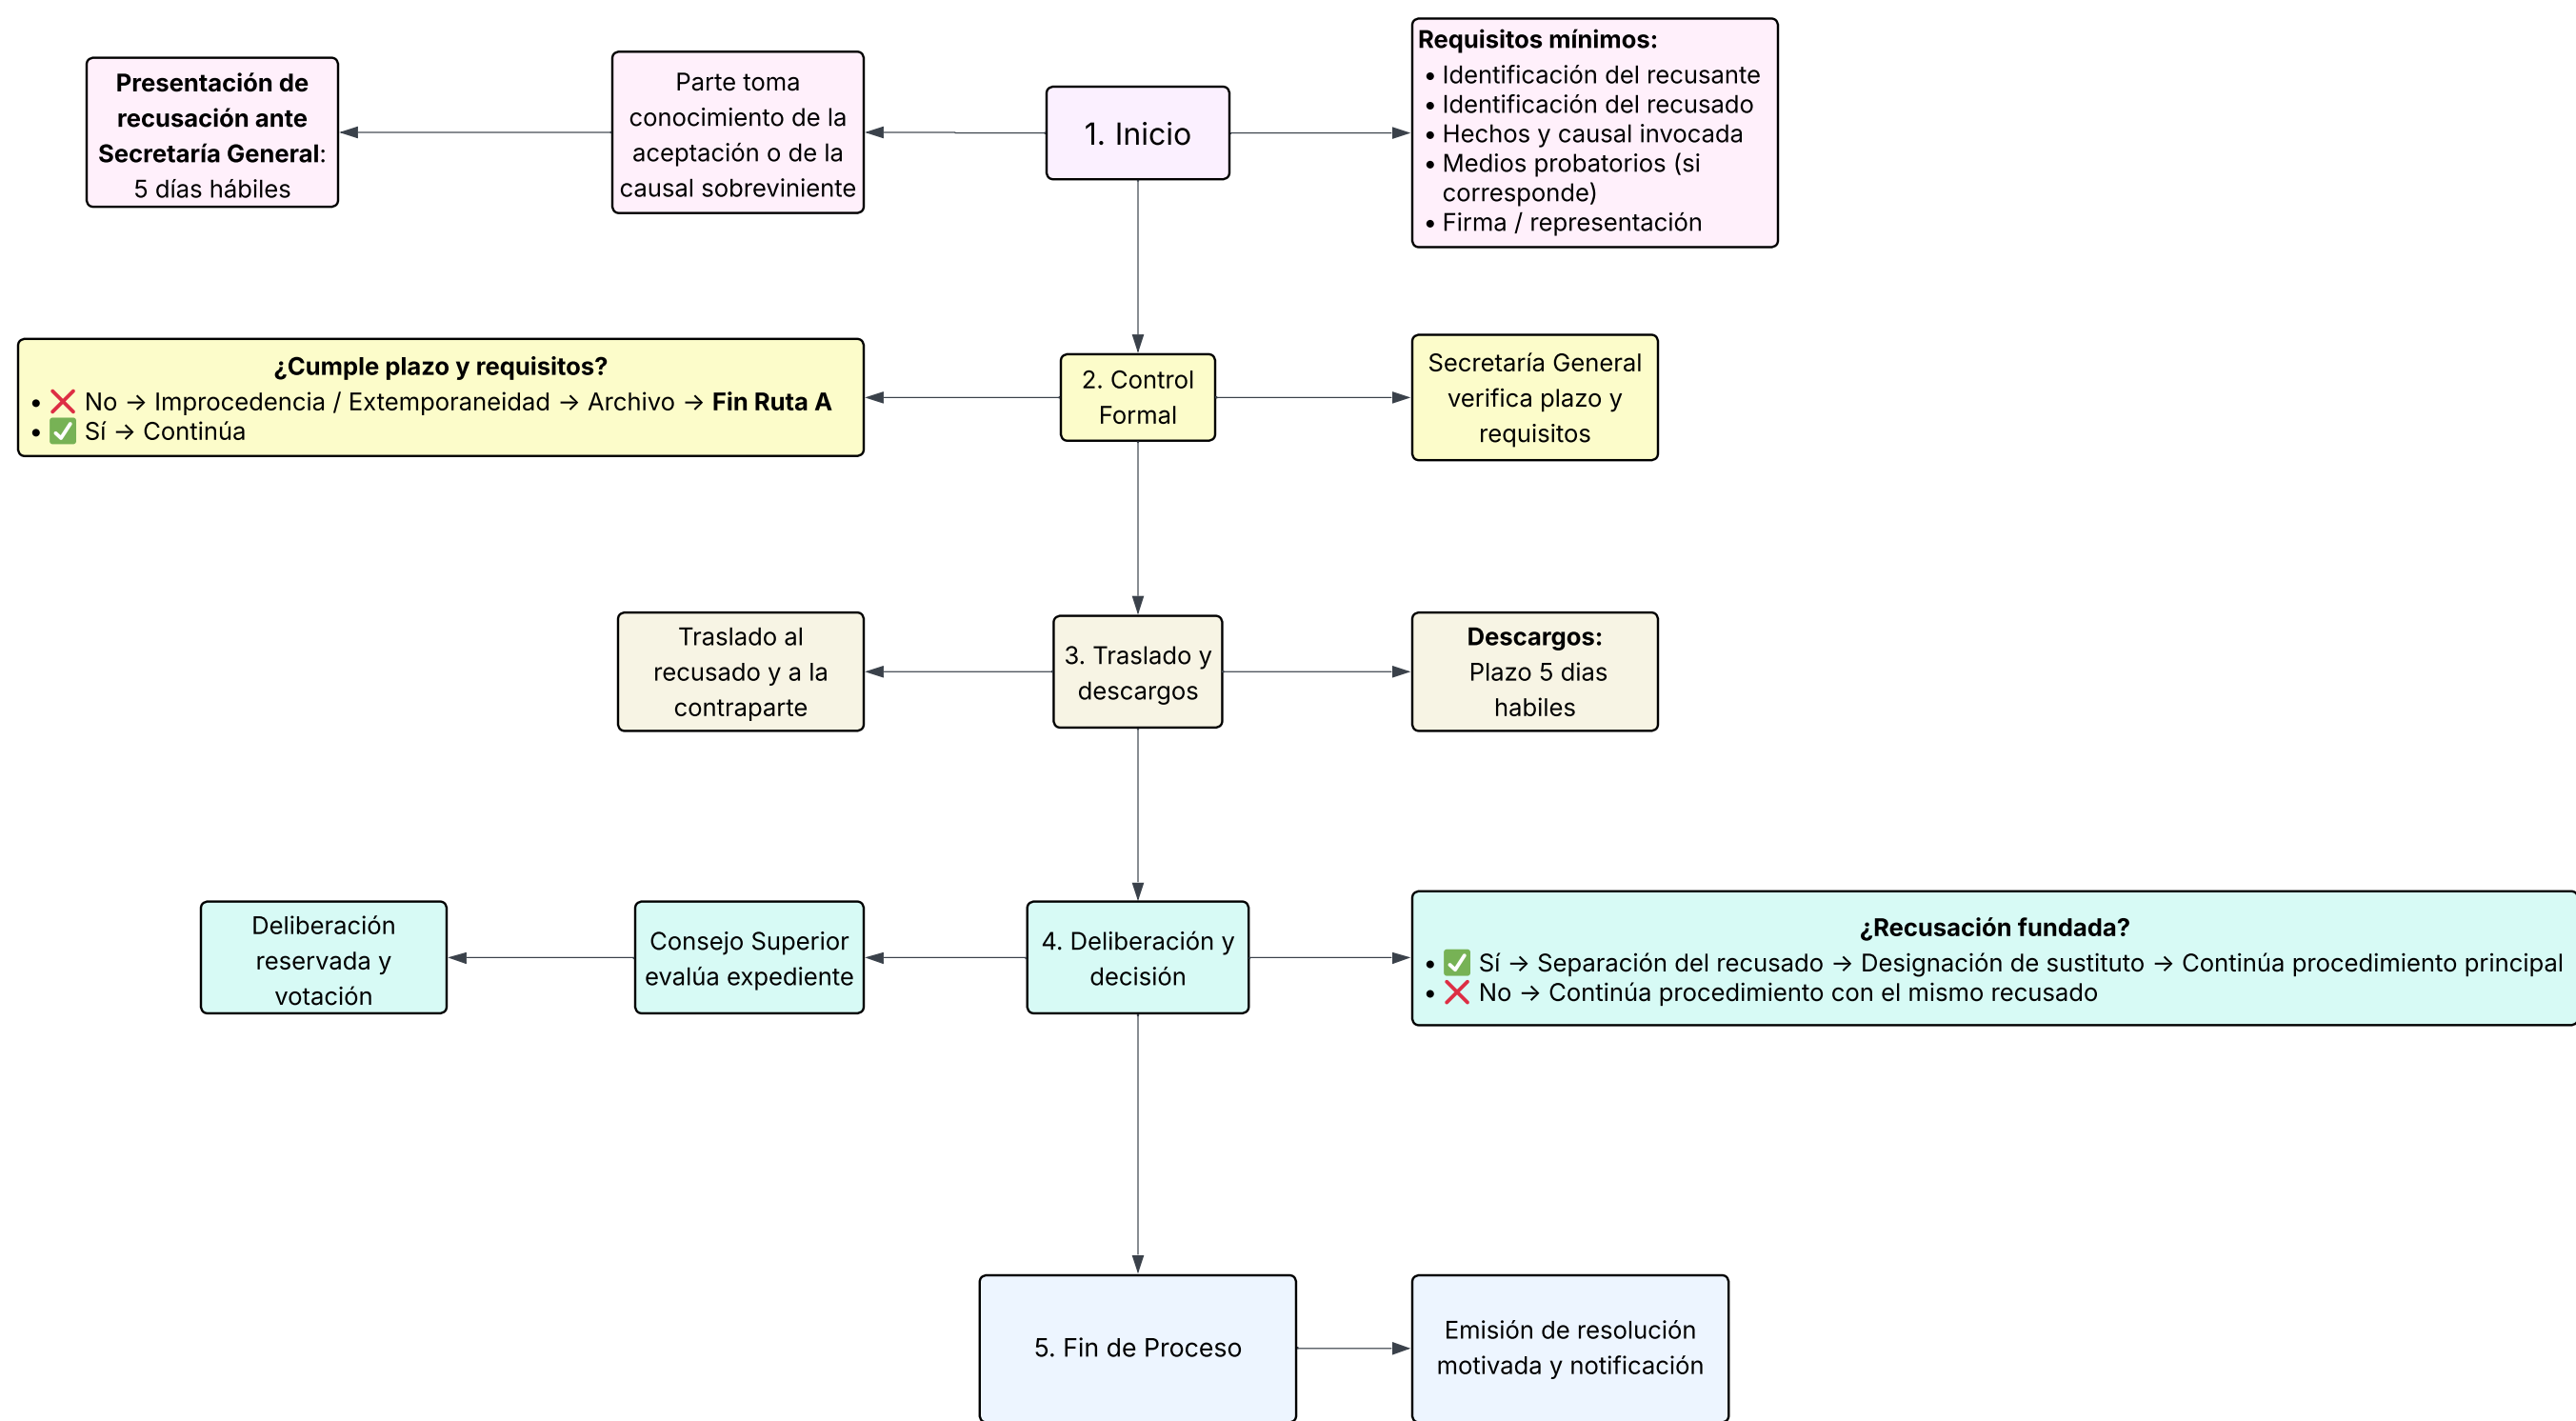 Presentación de
recusación ante
Secretaría General:
5 días hábiles
Parte toma
conocimiento de la
aceptación o de la
causal sobreviniente
1. Inicio
Requisitos mínimos:
• Identificación del recusante
• Identificación del recusado
• Hechos y causal invocada
• Medios probatorios (si
corresponde)
• Firma / representación
¿Cumple plazo y requisitos?
• ❌ No → Improcedencia / Extemporaneidad → Archivo → Fin Ruta A
• ✅ Sí → Continúa
2. Control
Formal
Secretaría General
verifica plazo y
requisitos
Traslado al
recusado y a la
contraparte
3. Traslado y
descargos
Descargos:
Plazo 5 dias
habiles
Deliberación
reservada y
votación
Consejo Superior
evalúa expediente
4. Deliberación y
decisión
¿Recusación fundada?
• ✅ Sí → Separación del recusado → Designación de sustituto → Continúa procedimiento principal
• ❌ No → Continúa procedimiento con el mismo recusado
5. Fin de Proceso
Emisión de resolución
motivada y notificación